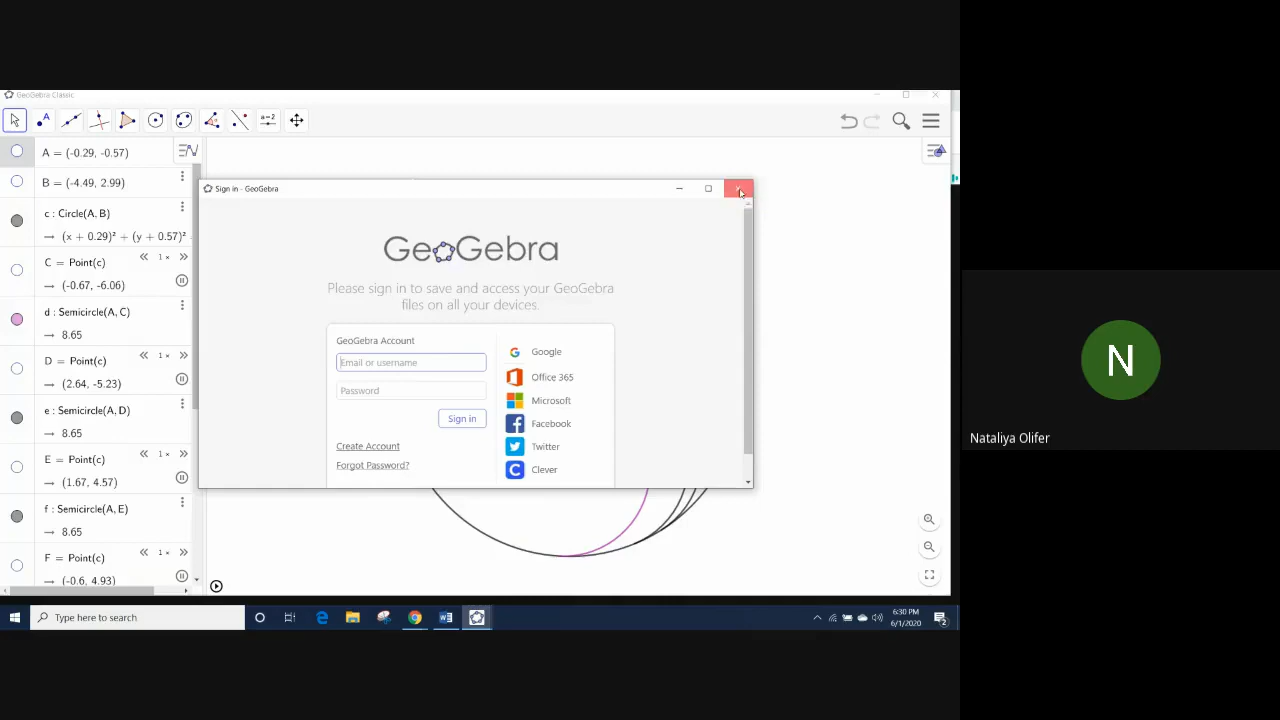 GeoGebra Classic
A = (-0.29, -0.57)
B = (-4.49, 2.99)
c : Circle(A, B)
→ (x + 0.29)² + (y + 0.57)²
C = Point(c)
1 ×
→ (-0.67, -6.06)
d : Semicircle(A, C)
→ 8.65
D = Point(c)
1 ×
→ (2.64, -5.23)
e : Semicircle(A, D)
→ 8.65
E = Point(c)
1 ×
→ (1.67, 4.57)
f : Semicircle(A, E)
→ 8.65
F = Point(c)
1 ×
→ (-0.6, 4.93)
a=2
Sign in - GeoGebra
GeoGebra
Please sign in to save and access your GeoGebra
files on all your devices.
GeoGebra Account
Email or username
Password
Sign in
Create Account
Forgot Password?
Google
Office 365
Microsoft
Facebook
Twitter
Clever
Type here to search
6:30 PM
6/1/2020
2
N
Nataliya Olifer